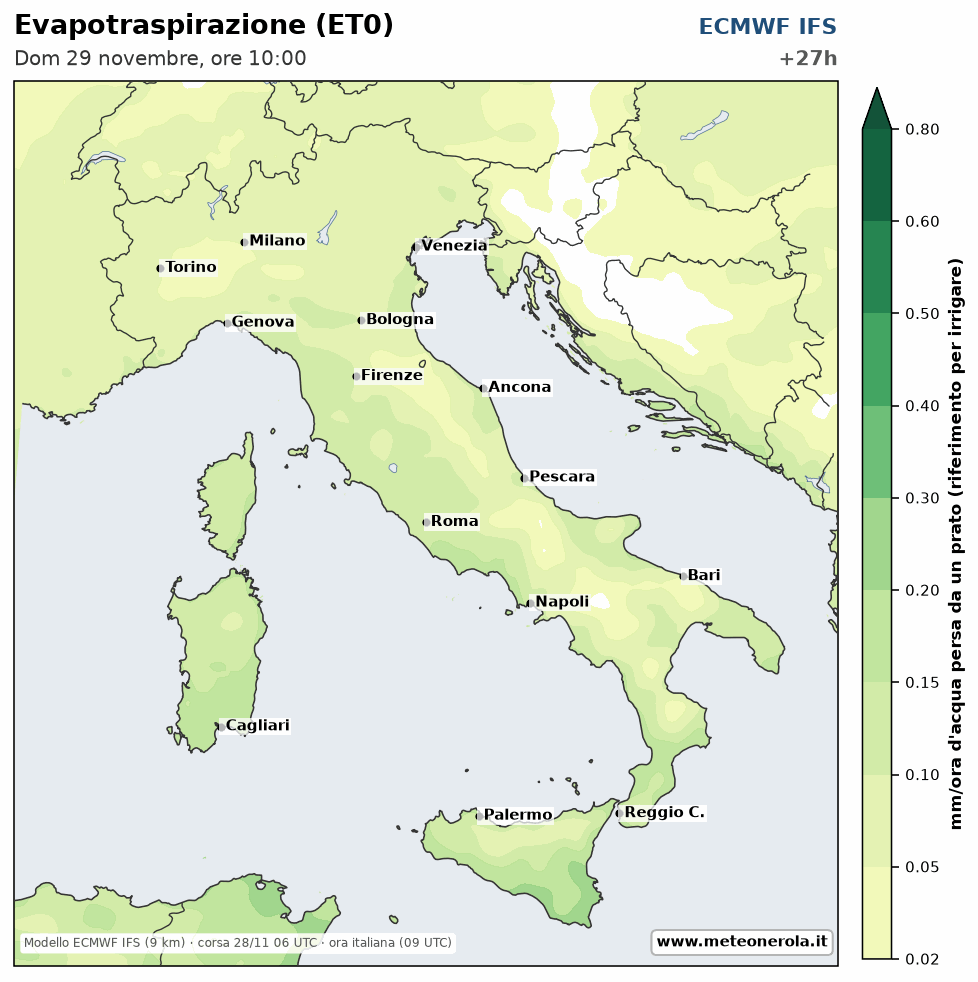 Evapotraspirazione (ET0)
ECMWF IFS
Dom 29 novembre, ore 10:00
+27h
Milano
Venezia
Torino
Genova
Bologna
Firenze
Ancona
Pescara
Roma
Bari
Napoli
Cagliari
Palermo
Reggio C.
0.80
0.60
0.50
0.40
0.30
0.20
0.15
0.10
0.05
0.02
mm/ora d'acqua persa da un prato (riferimento per irrigare)
Modello ECMWF IFS (9 km) · corsa 28/11 06 UTC · ora italiana (09 UTC)
www.meteonerola.it